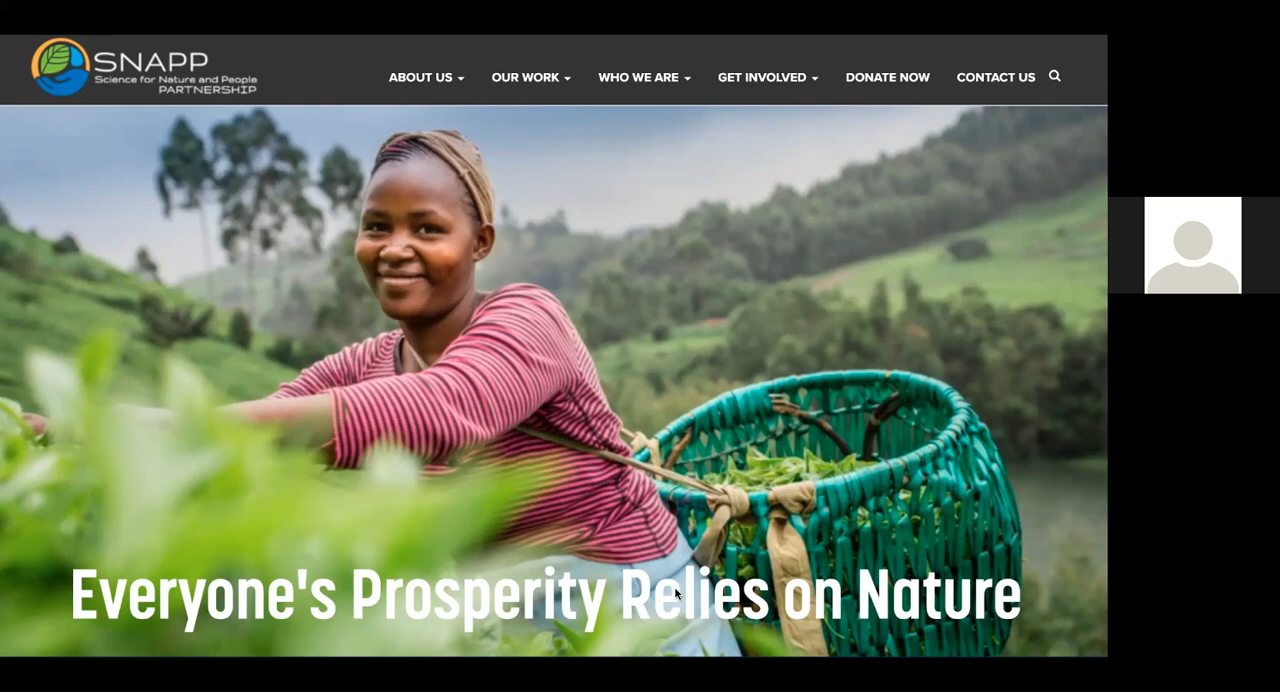 SNAPP
Science for Nature and People
PARTNERSHIP
ABOUT US
OUR WORK
WHO WE ARE
GET INVOLVED
DONATE NOW
CONTACT US
Everyone's Prosperity Relies on Nature